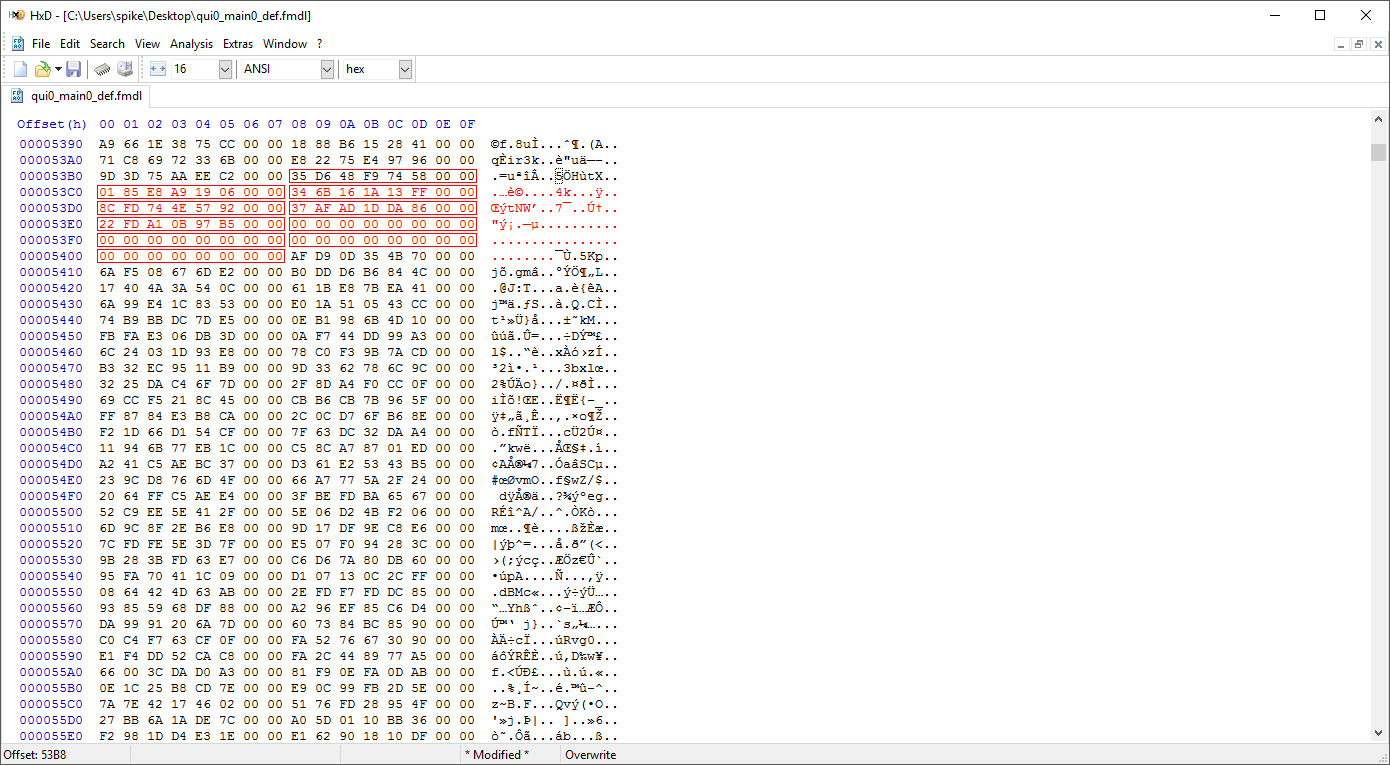 HxD - [C:\Users\spike\Desktop\qui0_main0_def.fmdl]
File Edit Search View Analysis Extras Window ?
16 ANSI hex
qui0_main0_def.fmdl
Offset(h) 00 01 02 03 04 05 06 07 08 09 0A 0B 0C 0D 0E 0F
00005390 A9 66 1E 38 75 CC 00 00 18 88 B6 15 28 41 00 00 ©f.8uÌ...ˆ¶.(A..
000053A0 71 C8 69 72 33 6B 00 00 E8 22 75 E4 97 96 00 00 qÈir3k..è"uä—–..
000053B0 9D 3D 75 AA EE C2 00 00 35 D6 48 F9 74 58 00 00 .=uªîÂ..5ÖHùtX..
000053C0 01 85 E8 A9 19 06 00 00 34 6B 16 1A 13 FF 00 00 .…è©....4k...ÿ..
000053D0 8C FD 74 4E 57 92 00 00 37 AF AD 1D DA 86 00 00 ŒýtNW’..7¯.Ú†..
000053E0 22 FD A1 0B 97 B5 00 00 00 00 00 00 00 00 00 00 "ý¡.—µ..........
000053F0 00 00 00 00 00 00 00 00 00 00 00 00 00 00 00 00 ................
00005400 00 00 00 00 00 00 00 00 AF D9 0D 35 4B 70 00 00 ........¯Ù.5Kp..
00005410 6A F5 08 67 6D E2 00 00 B0 DD D6 B6 84 4C 00 00 jõ.gmâ..°ÝÖ¶„L..
00005420 17 40 4A 3A 54 0C 00 00 61 1B E8 7B EA 41 00 00 .@J:T...a.è{êA..
00005430 6A 99 E4 1C 83 53 00 00 E0 1A 51 05 43 CC 00 00 j™ä.ƒS..à.Q.CÌ..
00005440 74 B9 BB DC 7D E5 00 00 0E B1 98 6B 4D 10 00 00 t¹»Ü}å...±˜kM...
00005450 FB FA E3 06 DB 3D 00 00 0A F7 44 DD 99 A3 00 00 ûúã.Û=...÷DÝ™£..
00005460 6C 24 03 1D 93 E8 00 00 78 C0 F3 9B 7A CD 00 00 l$..“è..xÀó›zÍ..
00005470 B3 32 EC 95 11 B9 00 00 9D 33 62 78 6C 9C 00 00 ³2ì•.¹...3bxlœ..
00005480 32 25 DA C4 6F 7D 00 00 2F 8D A4 F0 CC 0F 00 00 2%ÚÄo}../.¤ðÌ...
00005490 69 CC F5 21 8C 45 00 00 CB B6 CB 7B 96 5F 00 00 iÌõ!ŒE..Ë¶Ë{–_..
000054A0 FF 87 84 E3 B8 CA 00 00 2C 0C D7 6F B6 8E 00 00 ÿ‡„ã¸Ê..,.×o¶Ž..
000054B0 F2 1D 66 D1 54 CF 00 00 7F 63 DC 32 DA A4 00 00 ò.fÑTÏ...cÜ2Ú¤..
000054C0 11 94 6B 77 EB 1C 00 00 C5 8C A7 87 01 ED 00 00 .”kwë...ÅŒ§‡.í..
000054D0 A2 41 C5 AE BC 37 00 00 D3 61 E2 53 43 B5 00 00 ¢AÅ®¼7..ÓaâSCµ..
000054E0 23 9C D8 76 6D 4F 00 00 66 A7 77 5A 2F 24 00 00 #œØvmO..f§wZ/$..
000054F0 20 64 FF C5 AE E4 00 00 3F BE FD BA 65 67 00 00 dÿÅ®ä..?¾ýºeg..
00005500 52 C9 EE 5E 41 2F 00 00 5E 06 D2 4B F2 06 00 00 RÉî^A/..^.ÒKò...
00005510 6D 9C 8F 2E B6 E8 00 00 9D 17 DF 9E C8 E6 00 00 mœ..¶è....ßžÈæ..
00005520 7C FD FE 5E 3D 7F 00 00 E5 07 F0 94 28 3C 00 00 |ýþ^=...å.ð”(<..
00005530 9B 28 3B FD 63 E7 00 00 C6 D6 7A 80 DB 60 00 00 ›(;ýcç..ÆÖz€Û`..
00005540 95 FA 70 41 1C 09 00 00 D1 07 13 0C 2C FF 00 00 •úpA....Ñ...,ÿ..
00005550 08 64 42 4D 63 AB 00 00 2E FD F7 FD DC 85 00 00 .dBMc«...ý÷ýÜ…..
00005560 93 85 59 68 DF 88 00 00 A2 96 EF 85 C6 D4 00 00 “…Yhßˆ..¢–ï…ÆÔ..
00005570 DA 99 91 20 6A 7D 00 00 60 73 84 BC 85 90 00 00 Ú™‘ j}..`s„¼…...
00005580 C0 C4 F7 63 CF 0F 00 00 FA 52 76 67 30 90 00 00 ÀÄ÷cÏ...úRvg0...
00005590 E1 F4 DD 52 CA C8 00 00 FA 2C 44 89 77 A5 00 00 áôÝRÊÈ..ú,D‰w¥..
000055A0 66 00 3C DA D0 A3 00 00 81 F9 0E FA 0D AB 00 00 f.<ÚÐ£...ù.ú.«..
000055B0 0E 1C 25 B8 CD 7E 00 00 E9 0C 99 FB 2D 5E 00 00 ..%¸Í~..é.™û-^..
000055C0 7A 7E 42 17 46 02 00 00 51 76 FD 28 95 4F 00 00 z~B.F...Qvý(•O..
000055D0 27 BB 6A 1A DE 7C 00 00 A0 5D 01 10 BB 36 00 00 '»j.Þ|.. ]..»6..
000055E0 F2 98 1D D4 E3 1E 00 00 E1 62 90 18 10 DF 00 00 ò˜.Ôã...áb...ß..
Offset: 53B8 * Modified * Overwrite